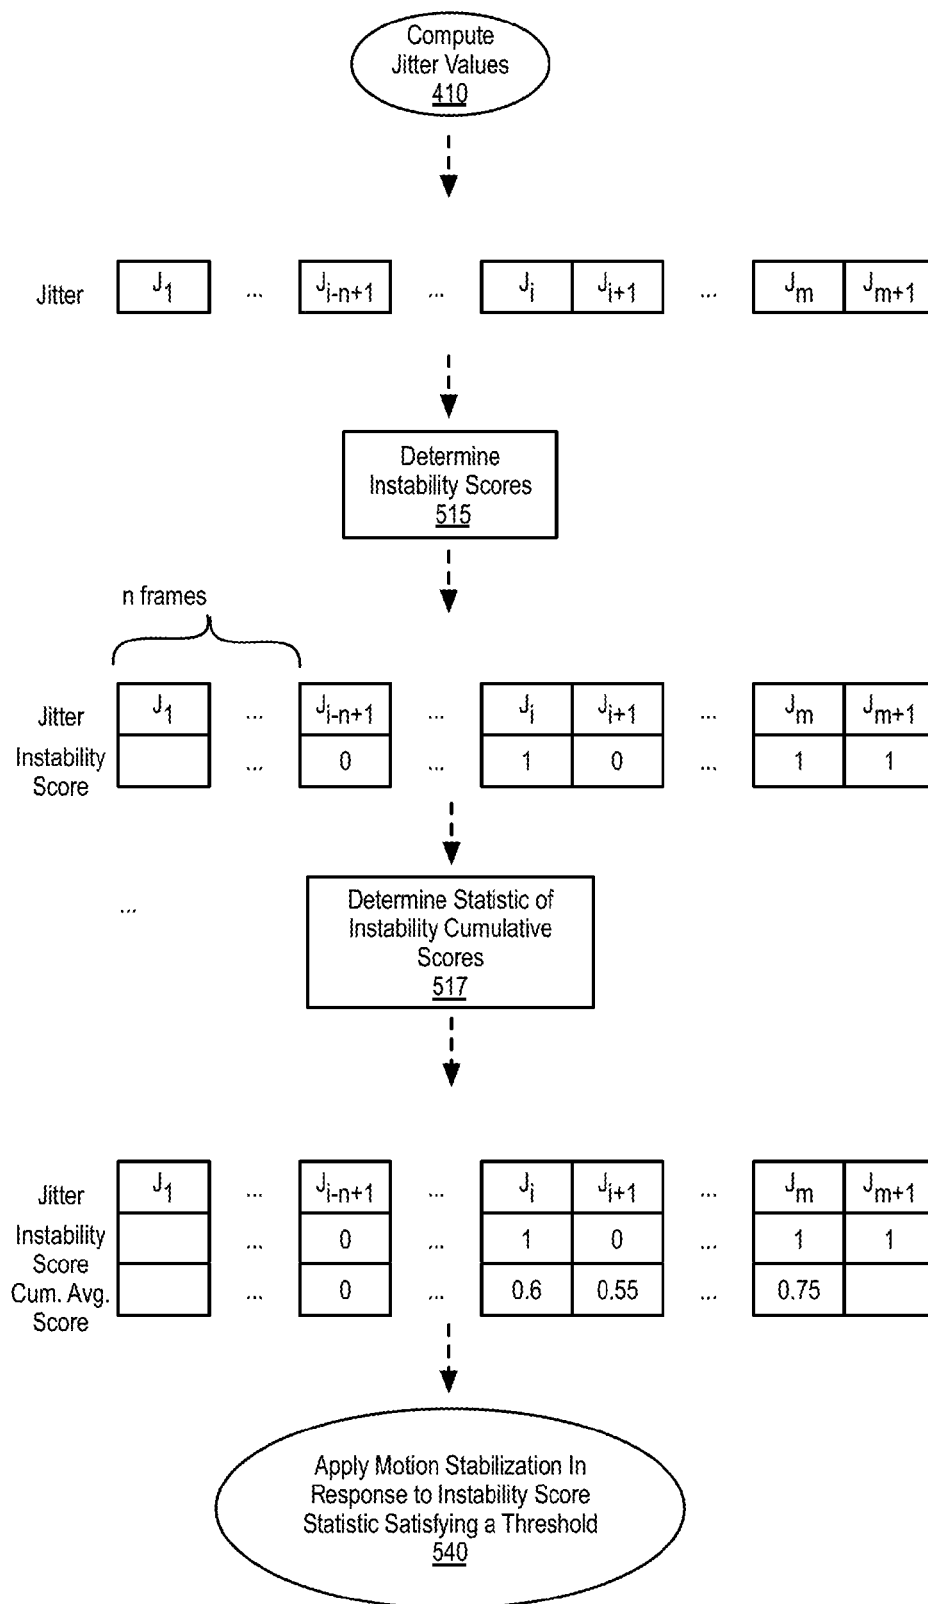 Compute
Jitter Values
410
Jitter J1 ... Ji-n+1 ... Ji Ji+1 ... Jm Jm+1
Determine
Instability Scores
515
n frames
Jitter J1 ... Ji-n+1 ... Ji Ji+1 ... Jm Jm+1
Instability
Score ... 0 ... 1 0 ... 1 1
...
Determine Statistic of
Instability Cumulative
Scores
517
Jitter J1 ... Ji-n+1 ... Ji Ji+1 ... Jm Jm+1
Instability
Score ... 0 ... 1 0 ... 1 1
Cum. Avg.
Score ... 0 ... 0.6 0.55 ... 0.75
Apply Motion Stabilization In
Response to Instability Score
Statistic Satisfying a Threshold
540